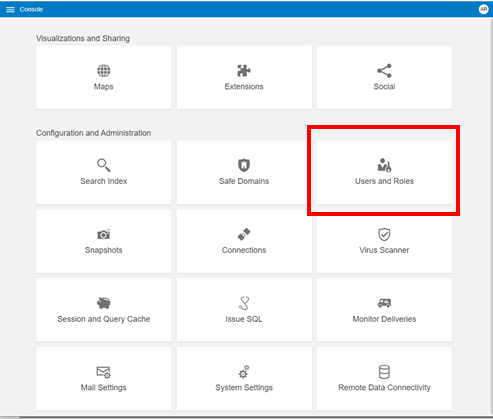 Console
AR
Visualizations and Sharing
Maps
Extensions
Social
Configuration and Administration
Search Index
Safe Domains
Users and Roles
Snapshots
Connections
Virus Scanner
Session and Query Cache
Issue SQL
Monitor Deliveries
Mail Settings
System Settings
Remote Data Connectivity